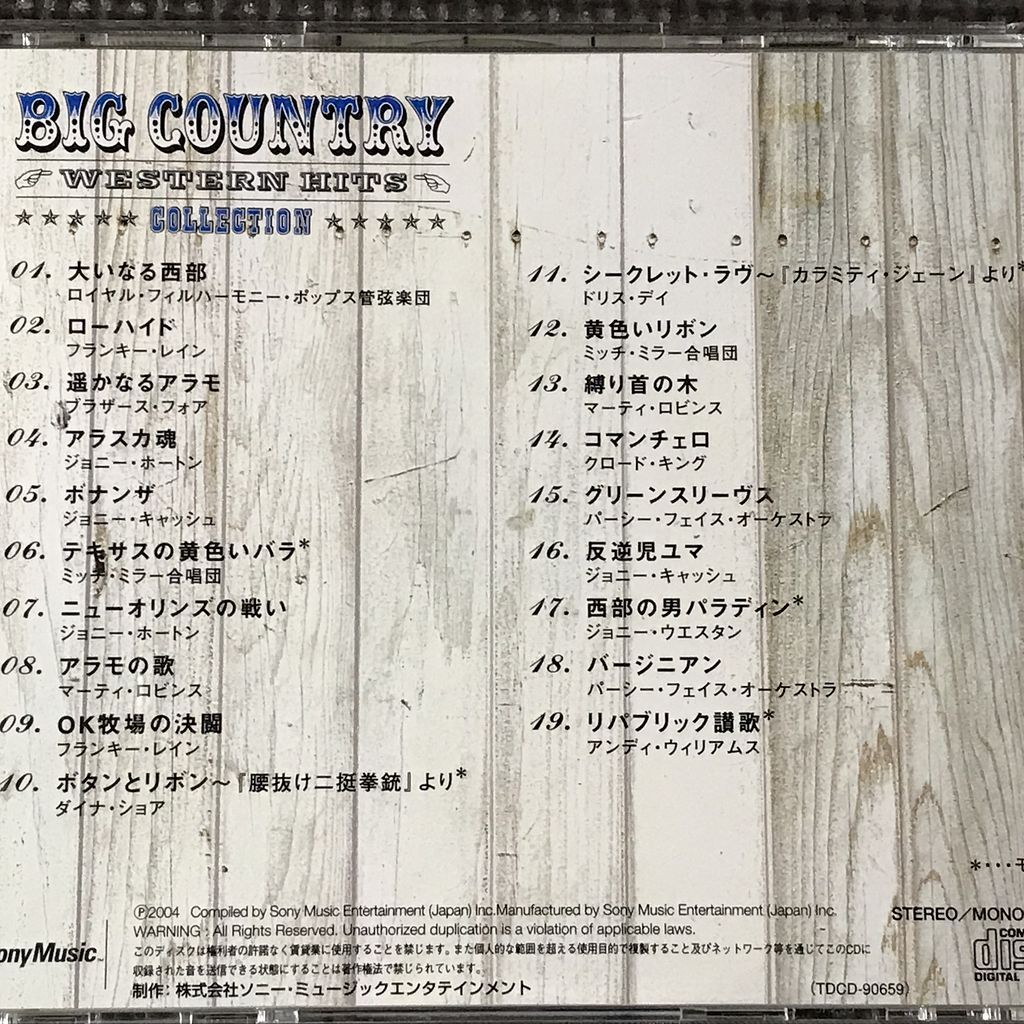 BIG COUNTRY
WESTERN HITS
COLLECTION
01. 大いなる西部
ロイヤル・フィルハーモニー・ポップス管弦楽団
02. ローハイド
フランキー・レイン
03. 遥かなるアラモ
ブラザース・フォア
04. アラスカ魂
ジョニー・ホートン
05. ボナンザ
ジョニー・キャッシュ
06. テキサスの黄色いバラ*
ミッチ・ミラー合唱団
07. ニューオリンズの戦い
ジョニー・ホートン
08. アラモの歌
マーティ・ロビンス
09. OK牧場の決闘
フランキー・レイン
10. ボタンとリボン〜『腰抜け二挺拳銃』より*
ダイナ・ショア
11. シークレット・ラヴ〜『カラミティ・ジェーン』より*
ドリス・デイ
12. 黄色いリボン
ミッチ・ミラー合唱団
13. 縛り首の木
マーティ・ロビンス
14. コマンチェロ
クロード・キング
15. グリーンスリーヴス
パーシー・フェイス・オーケストラ
16. 反逆児ユマ
ジョニー・キャッシュ
17. 西部の男パラディン*
ジョニー・ウエスタン
18. バージニアン
パーシー・フェイス・オーケストラ
19. リパブリック讃歌*
アンディ・ウィリアムス
*・・・モ
℗2004 Compiled by Sony Music Entertainment (Japan) Inc.Manufactured by Sony Music Entertainment (Japan) Inc.
WARNING : All Rights Reserved. Unauthorized duplication is a violation of applicable laws.
このディスクは権利者の許諾なく賃貸業に使用することを禁じます。また個人的な範囲を超える使用目的で複製すること及びネットワーク等を通じてこのCDに
収録された音を送信できる状態にすることは著作権法で禁じられています。
制作：株式会社ソニー・ミュージックエンタテインメント
(TDCD-90659)
onyMusic
STEREO/MONO
COM
dis
DIGITAL